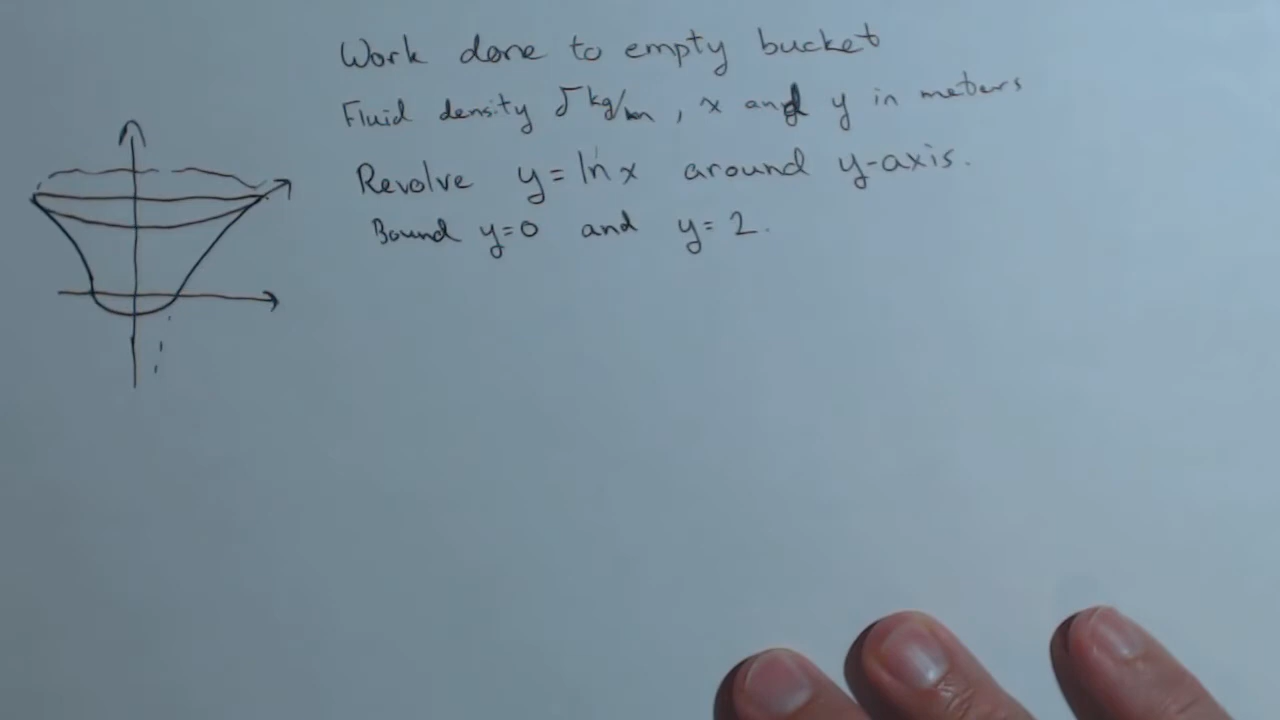 Work done to empty bucket
Fluid density 5 kg/m, x and y in meters
Revolve y = ln x around y-axis.
Bound y=0 and y=2.